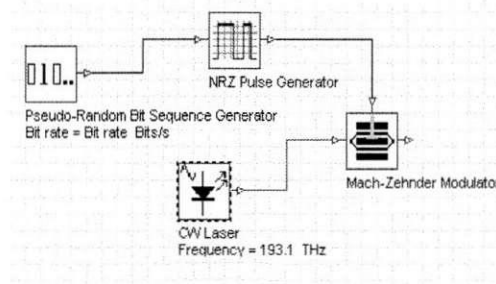 NRZ Pulse Generator
010..
Pseudo-Random Bit Sequence Generator
Bit rate = Bit rate Bits/s
Mach-Zehnder Modulato
CW Laser
Frequency = 193.1 THz